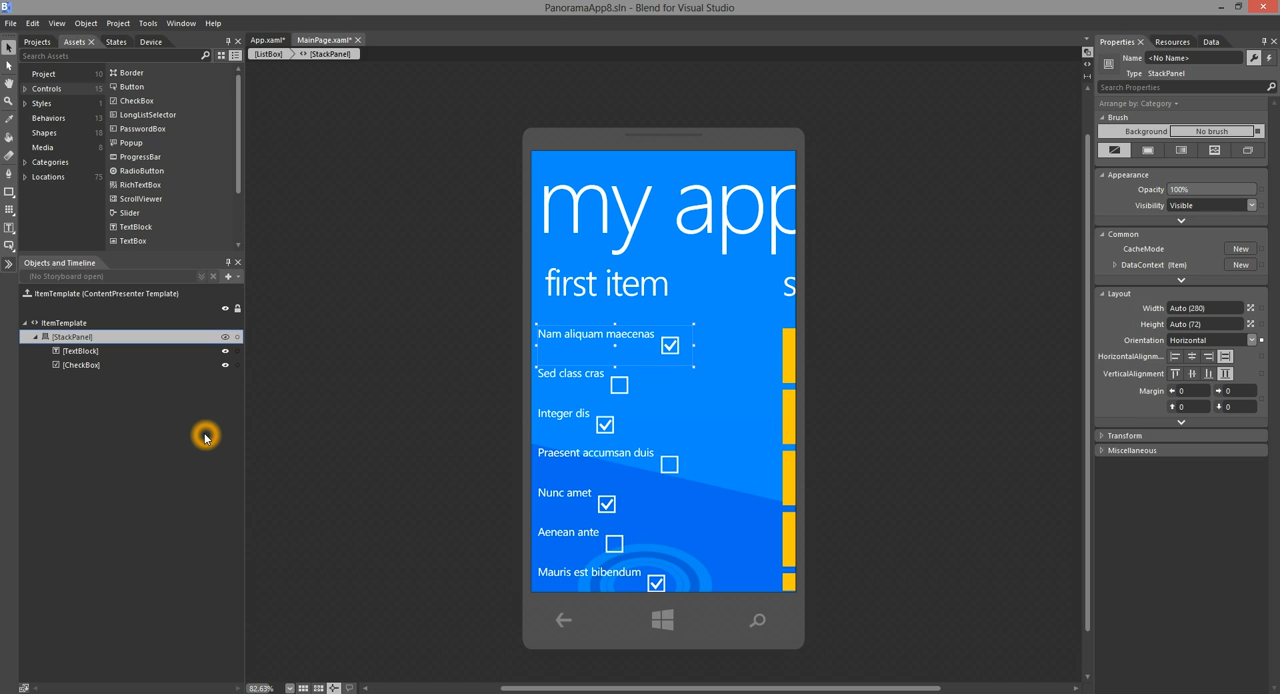 PanoramaApp8.sln - Blend for Visual Studio
File Edit View Object Project Tools Window Help
Projects Assets States Device
Search Assets
Project 10
Controls 15
Styles 1
Behaviors 13
Shapes 18
Media 8
Categories
Locations 75
Border
Button
CheckBox
LongListSelector
PasswordBox
Popup
ProgressBar
RadioButton
RichTextBox
ScrollViewer
Slider
TextBlock
TextBox
Objects and Timeline
(No Storyboard open)
ItemTemplate (ContentPresenter Template)
ItemTemplate
[StackPanel]
[TextBlock]
[CheckBox]
App.xaml* MainPage.xaml*
[ListBox] [StackPanel]
my app
first item s
Nam aliquam maecenas
Sed class cras
Integer dis
Praesent accumsan duis
Nunc amet
Aenean ante
Mauris est bibendum
82.63%
Properties Resources Data
Name <No Name>
Type StackPanel
Search Properties
Arrange by: Category
Brush
Background No brush
Appearance
Opacity 100%
Visibility Visible
Common
CacheMode New
DataContext (Item) New
Layout
Width Auto (280)
Height Auto (72)
Orientation Horizontal
HorizontalAlignm...
VerticalAlignment
Margin 0 0
0 0
Transform
Miscellaneous